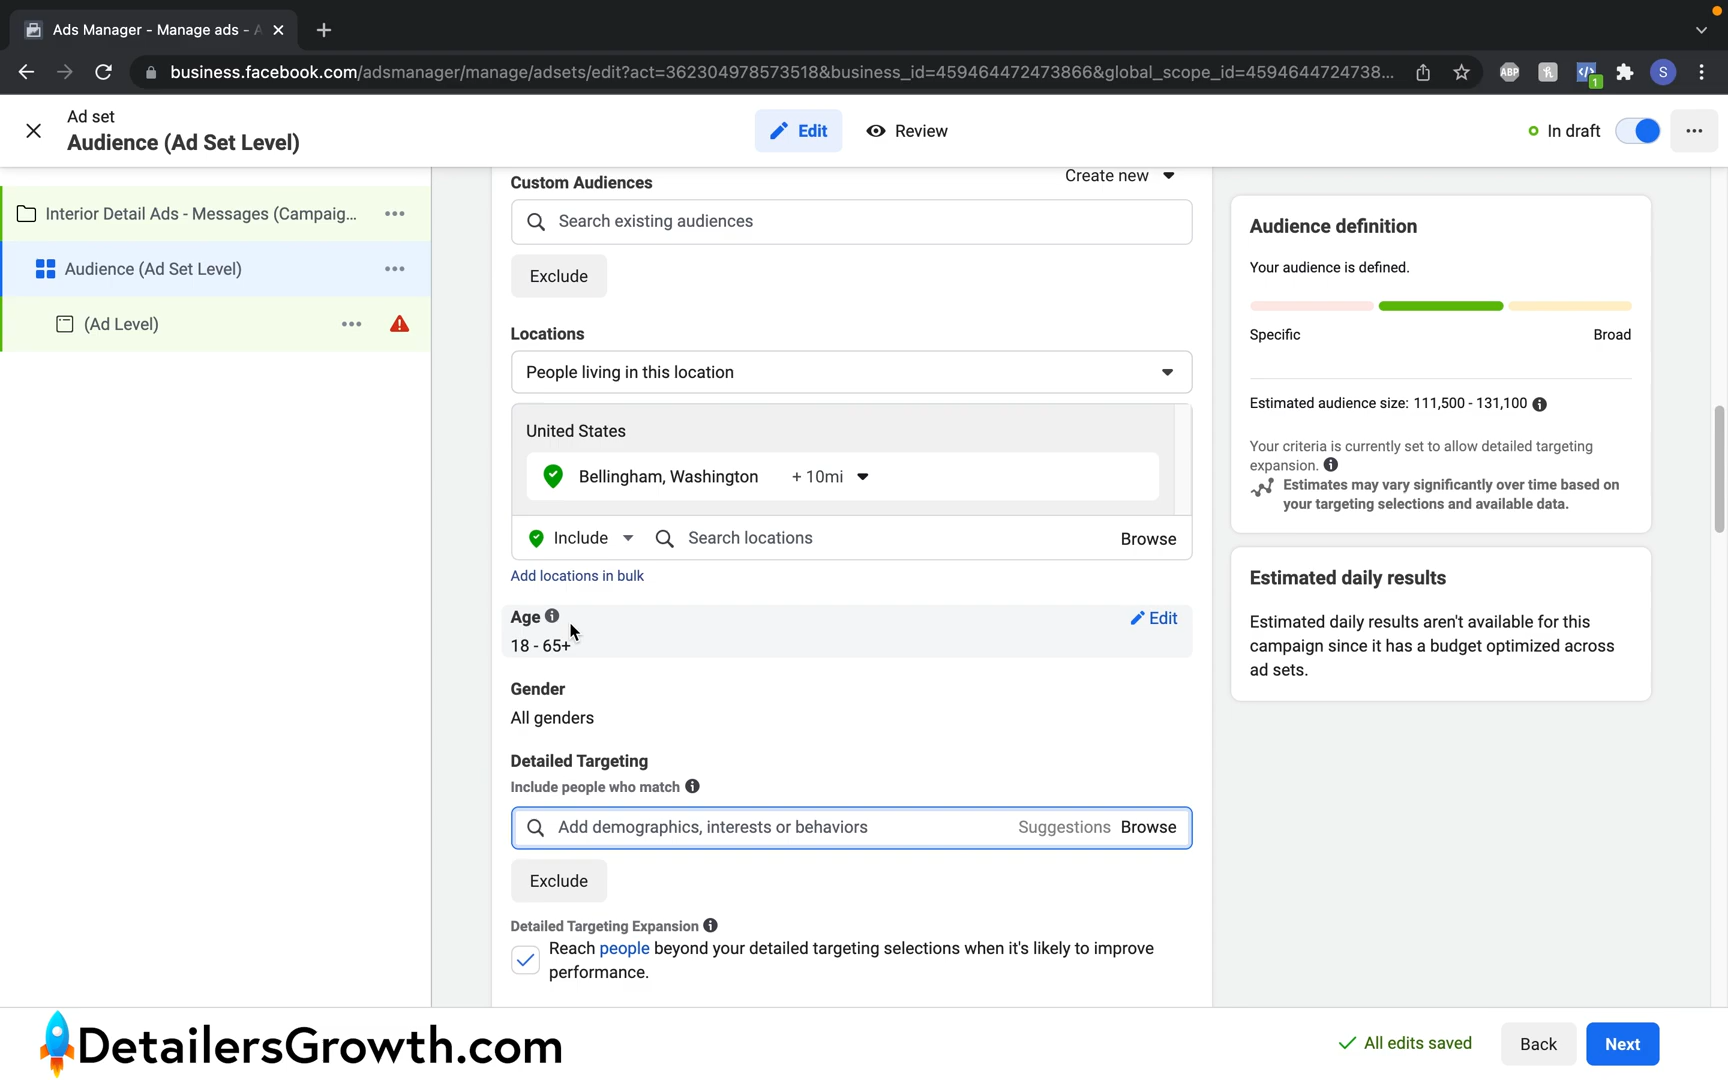 Ads Manager - Manage ads - A
business.facebook.com/adsmanager/manage/adsets/edit?act=362304978573518&business_id=459464472473866&global_scope_id=4594644724738...
ABP
1
S
Ad set
Audience (Ad Set Level)
Edit
Review
In draft
Interior Detail Ads - Messages (Campaig...
Audience (Ad Set Level)
(Ad Level)
Custom Audiences
Create new
Search existing audiences
Exclude
Locations
People living in this location
United States
Bellingham, Washington + 10mi
Include
Search locations
Browse
Add locations in bulk
Age
Edit
18 - 65+
Gender
All genders
Detailed Targeting
Include people who match
Add demographics, interests or behaviors
Suggestions
Browse
Exclude
Detailed Targeting Expansion
Reach people beyond your detailed targeting selections when it's likely to improve
performance.
Audience definition
Your audience is defined.
Specific
Broad
Estimated audience size: 111,500 - 131,100
Your criteria is currently set to allow detailed targeting
expansion.
Estimates may vary significantly over time based on
your targeting selections and available data.
Estimated daily results
Estimated daily results aren't available for this
campaign since it has a budget optimized across
ad sets.
DetailersGrowth.com
All edits saved
Back
Next